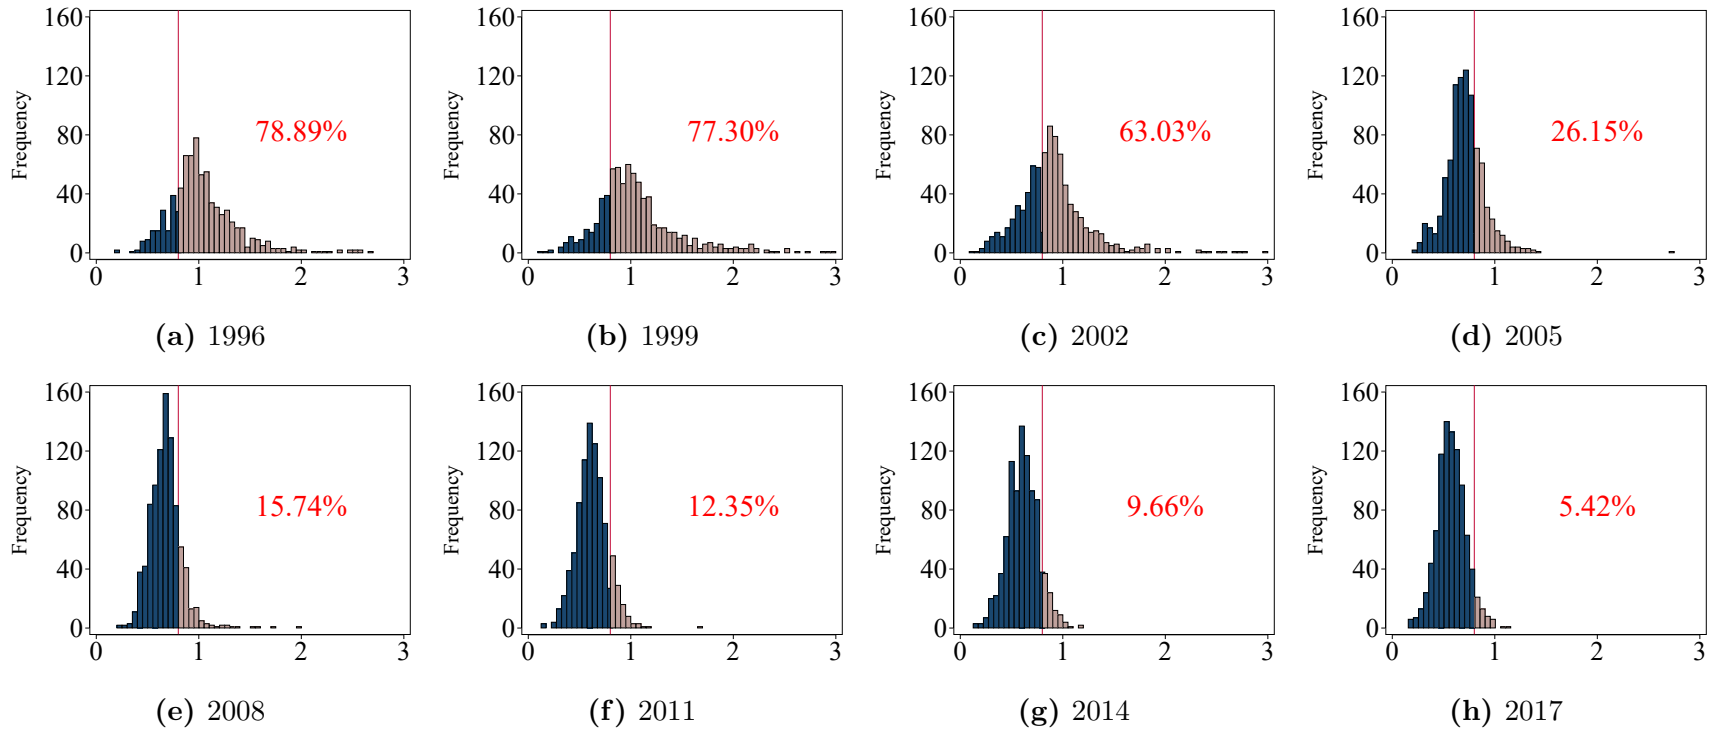 160
120
80
40
0
Frequency
78.89%
0 1 2 3
(a) 1996
160
120
80
40
0
Frequency
77.30%
0 1 2 3
(b) 1999
160
120
80
40
0
Frequency
63.03%
0 1 2 3
(c) 2002
160
120
80
40
0
Frequency
26.15%
0 1 2 3
(d) 2005
160
120
80
40
0
Frequency
15.74%
0 1 2 3
(e) 2008
160
120
80
40
0
Frequency
12.35%
0 1 2 3
(f) 2011
160
120
80
40
0
Frequency
9.66%
0 1 2 3
(g) 2014
160
120
80
40
0
Frequency
5.42%
0 1 2 3
(h) 2017